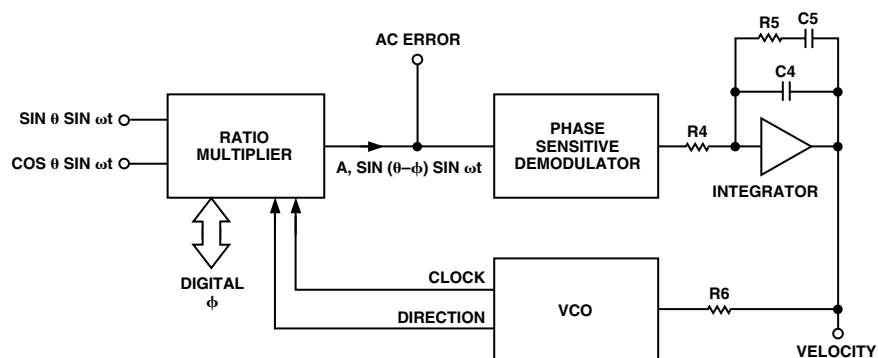 AC ERROR
R5
C5
C4
SIN θ SIN ωt
COS θ SIN ωt
RATIO
MULTIPLIER
A, SIN (θ–ϕ) SIN ωt
PHASE
SENSITIVE
DEMODULATOR
R4
INTEGRATOR
DIGITAL
ϕ
CLOCK
DIRECTION
VCO
R6
VELOCITY